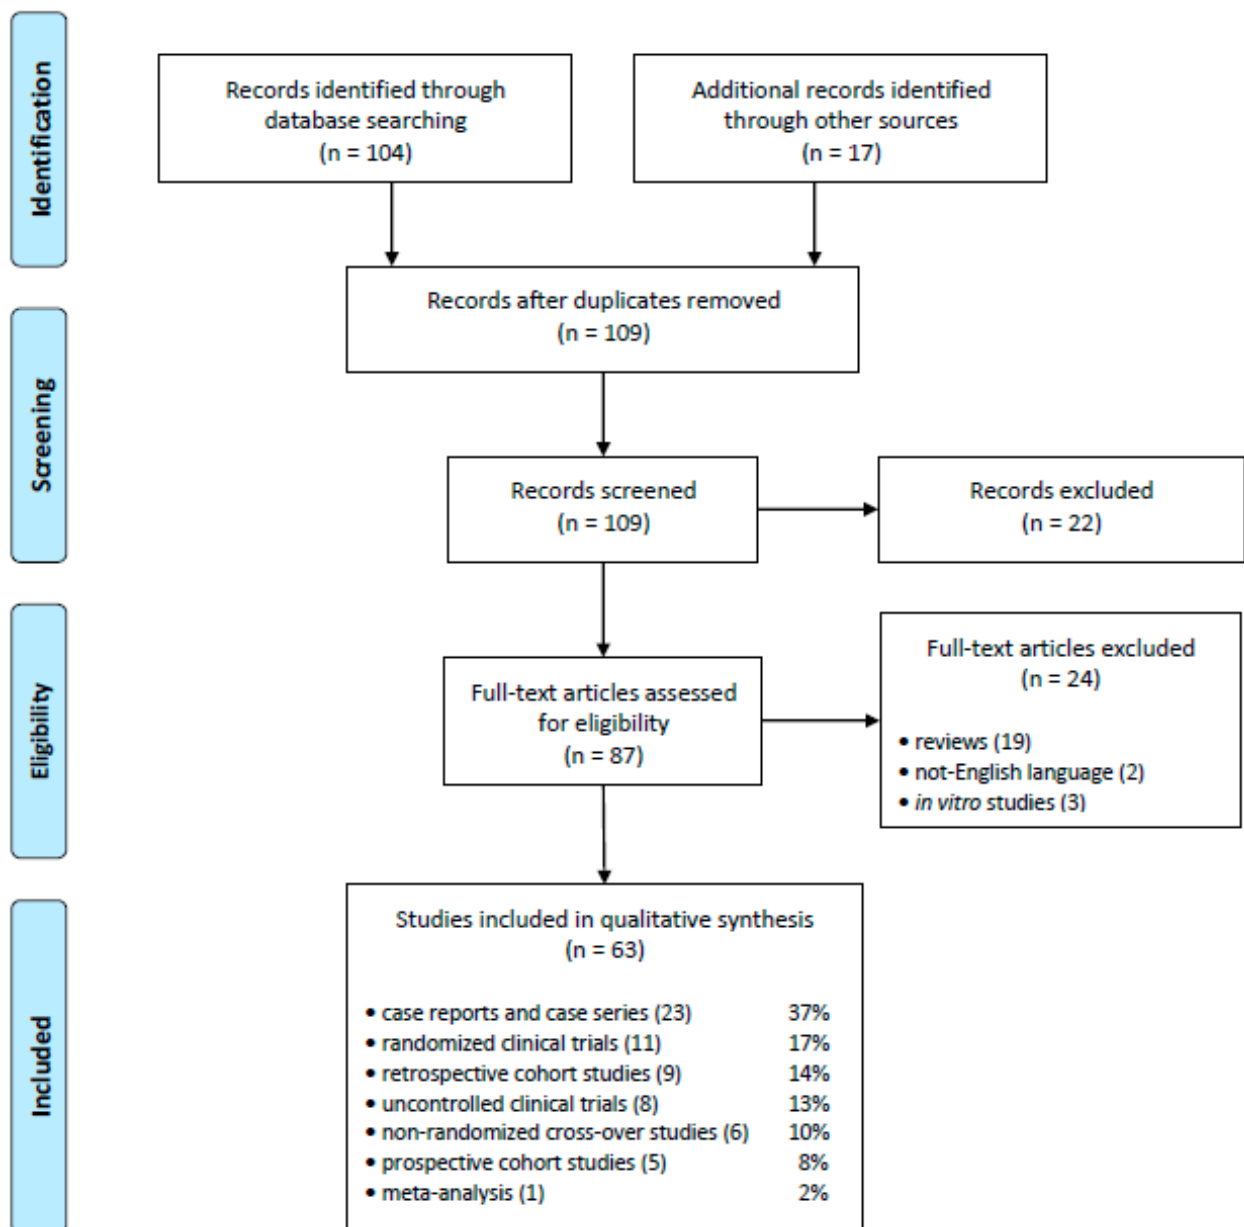 Identification
Records identified through
database searching
(n = 104)
Additional records identified
through other sources
(n = 17)
Records after duplicates removed
(n = 109)
Screening
Records screened
(n = 109)
Records excluded
(n = 22)
Eligibility
Full-text articles assessed
for eligibility
(n = 87)
Full-text articles excluded
(n = 24)
• reviews (19)
• not-English language (2)
• in vitro studies (3)
Included
Studies included in qualitative synthesis
(n = 63)
• case reports and case series (23) 37%
• randomized clinical trials (11) 17%
• retrospective cohort studies (9) 14%
• uncontrolled clinical trials (8) 13%
• non-randomized cross-over studies (6) 10%
• prospective cohort studies (5) 8%
• meta-analysis (1) 2%